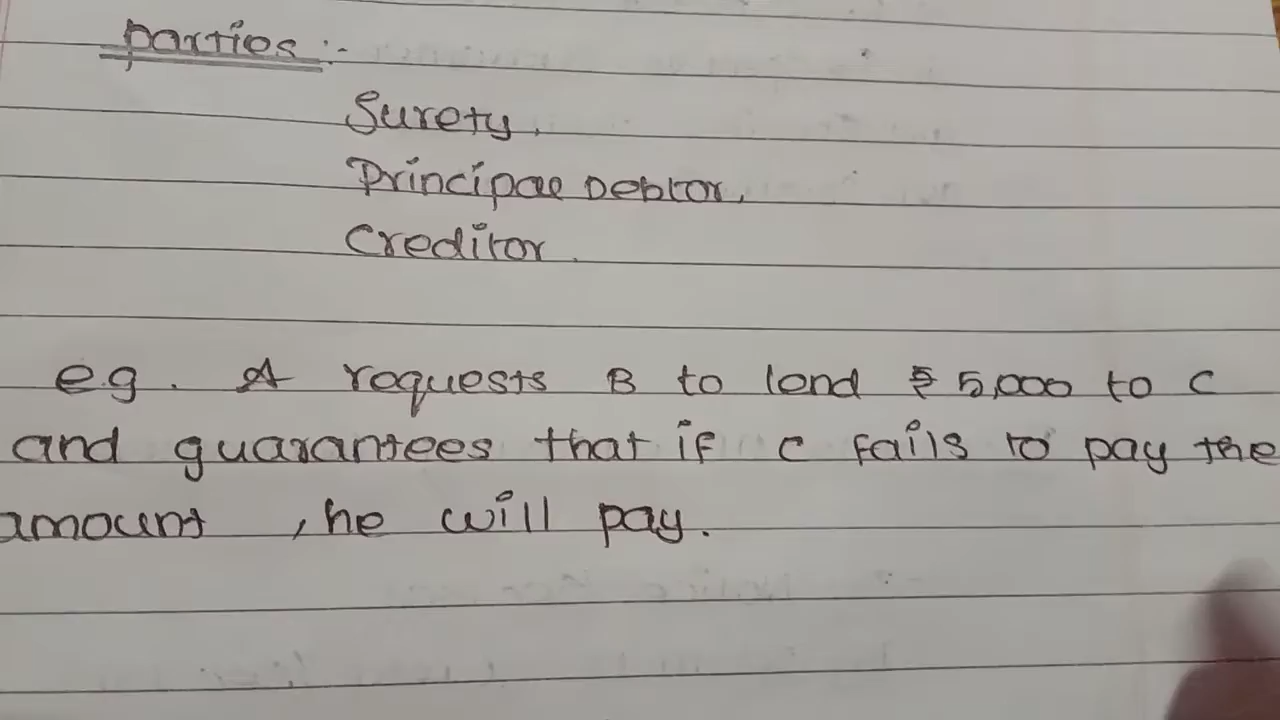 parties :-
Surety.
Principal Debtor.
Creditor.
e.g. A requests B to lend ₹ 5,000 to C
and guarantees that if C fails to pay the
amount, he will pay.